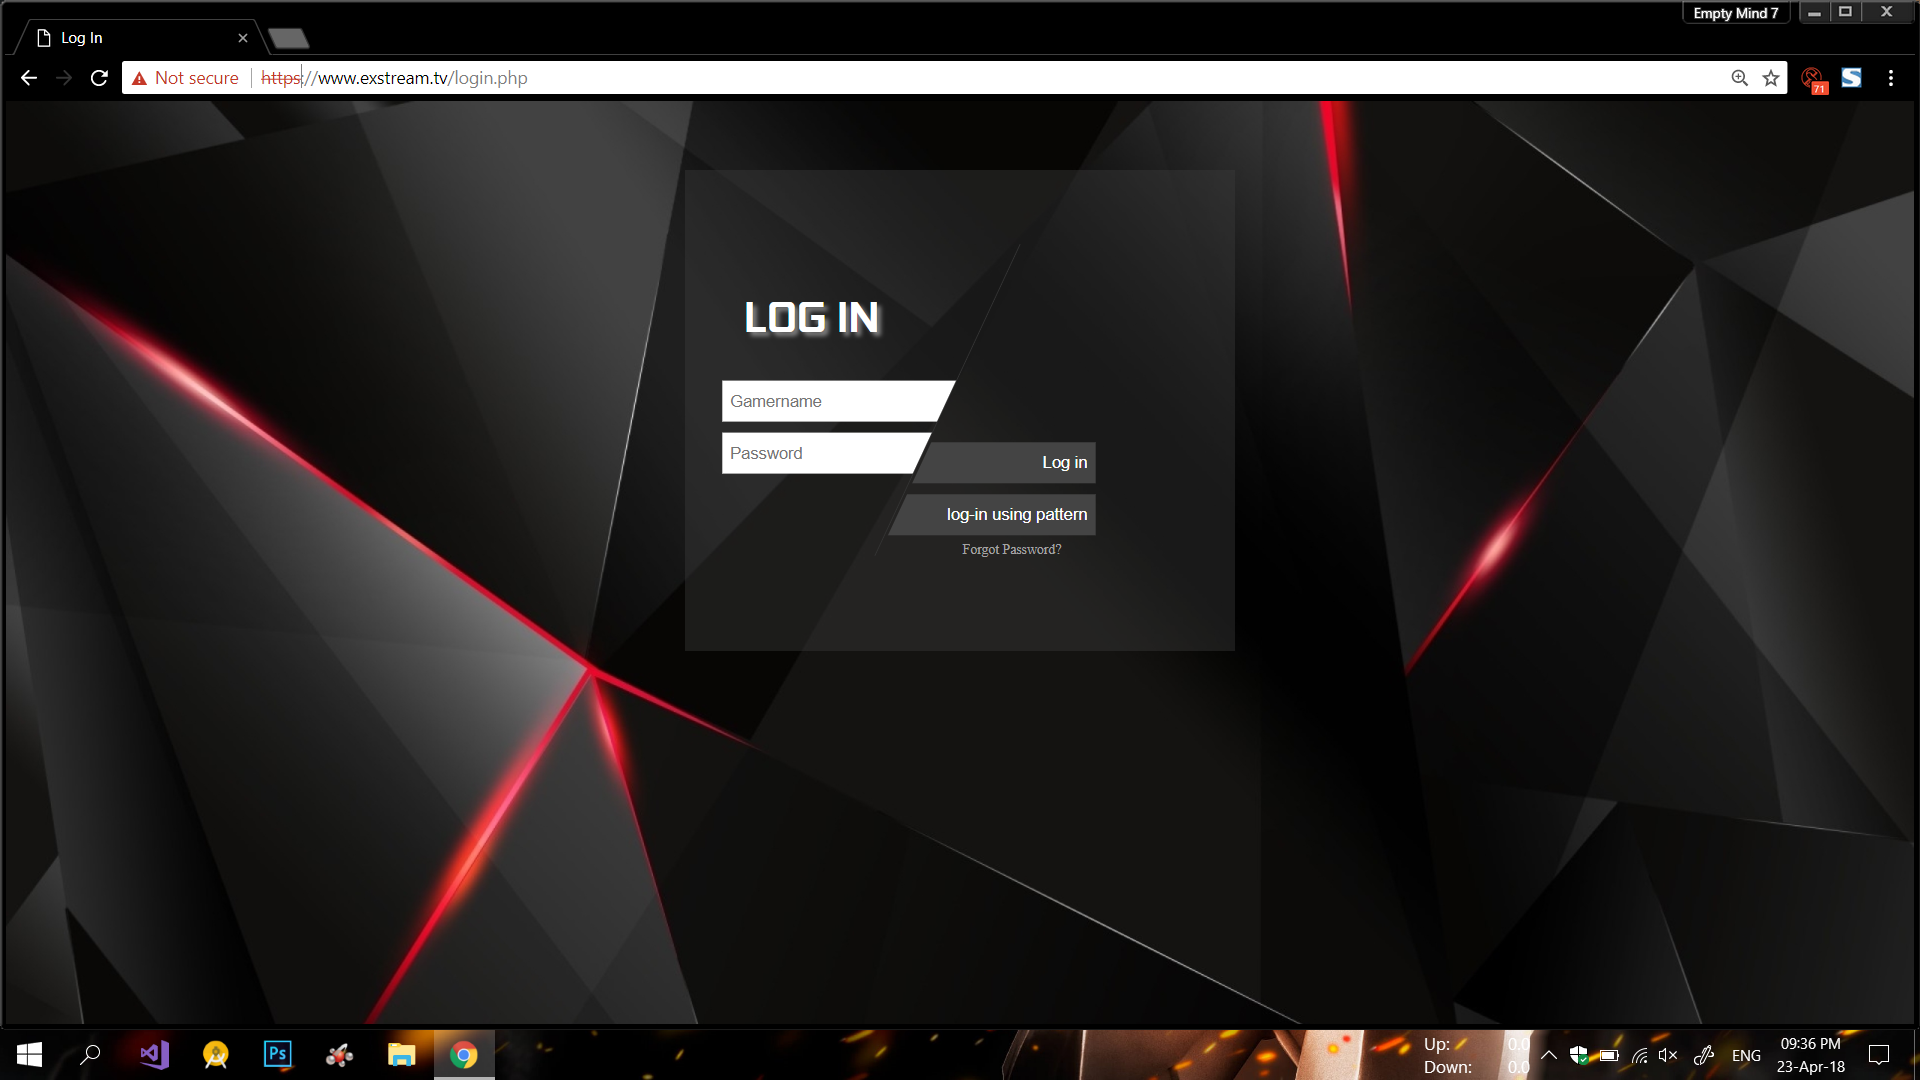 Empty Mind 7
Log In
Not secure | https://www.exstream.tv/login.php
71
LOG IN
Gamername
Password
Log in
log-in using pattern
Forgot Password?
Ps
Up: 0.0
Down: 0.0
ENG
09:36 PM
23-Apr-18